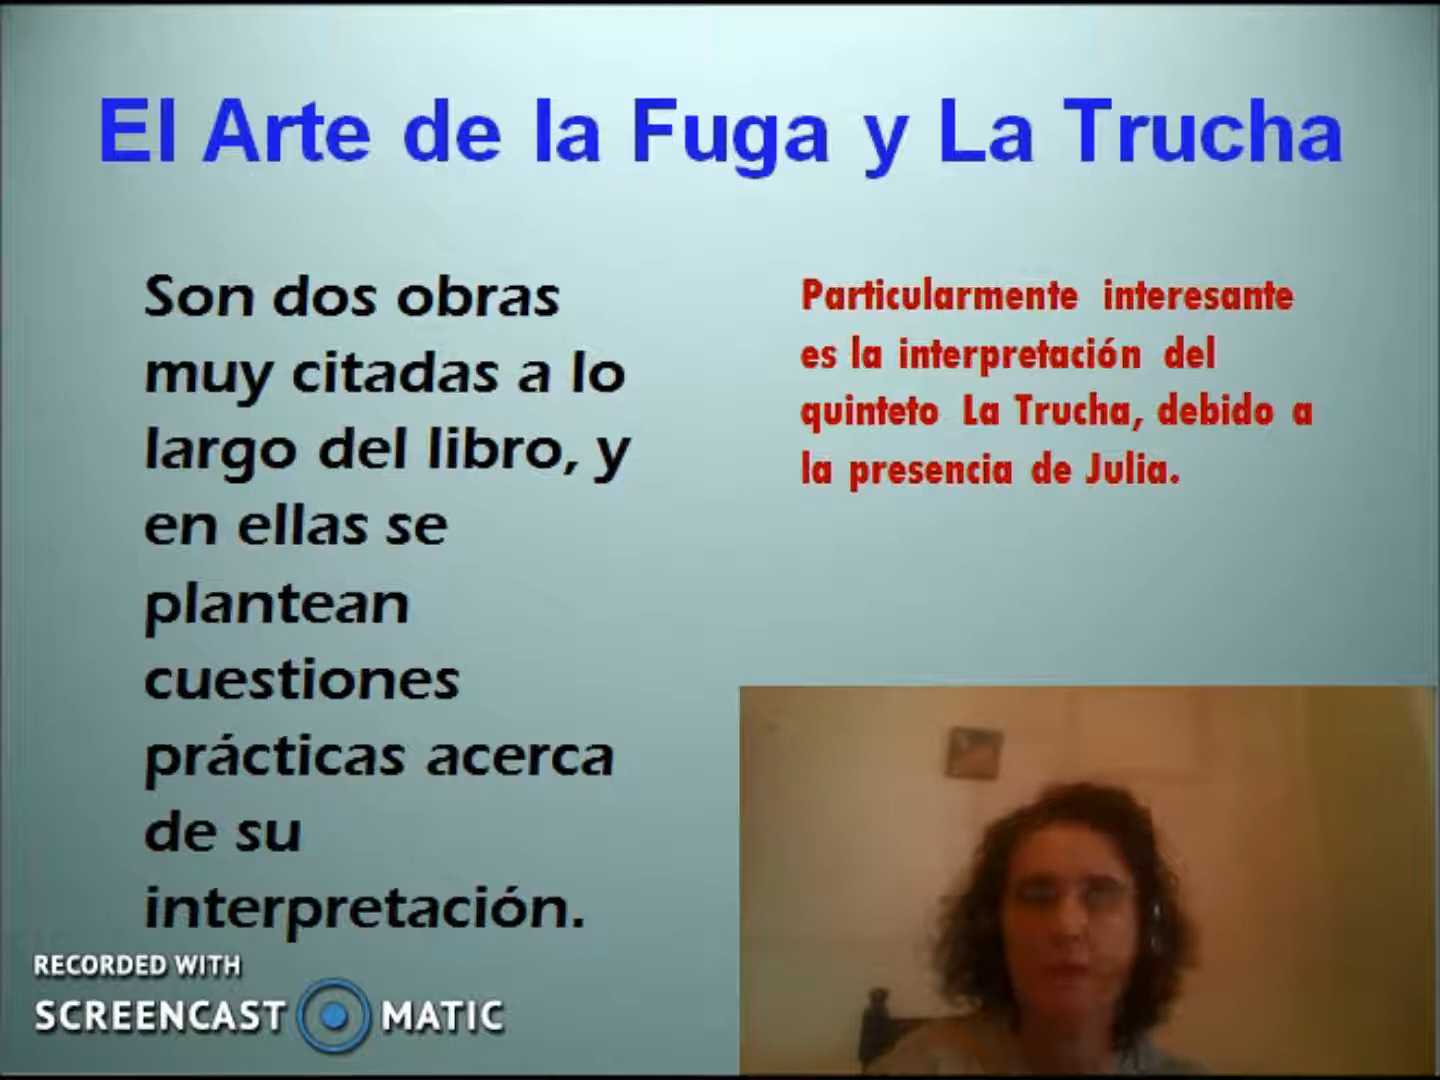 El Arte de la Fuga y La Trucha
Son dos obras
muy citadas a lo
largo del libro, y
en ellas se
plantean
cuestiones
prácticas acerca
de su
interpretación.
Particularmente interesante
es la interpretación del
quinteto La Trucha, debido a
la presencia de Julia.
RECORDED WITH
SCREENCAST MATIC